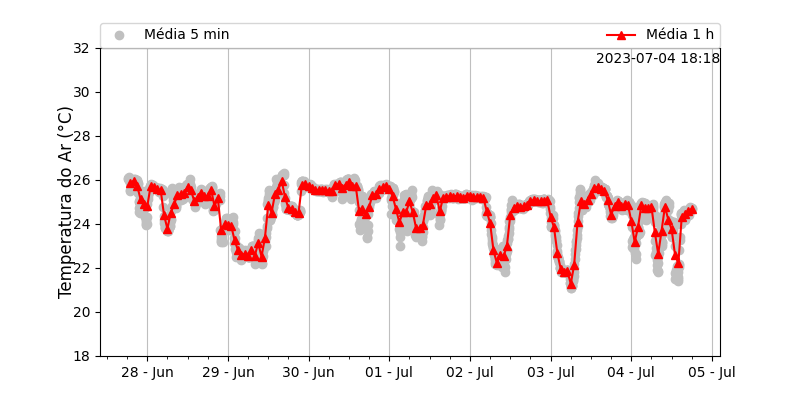 Média 5 min
Média 1 h
2023-07-04 18:18
Temperatura do Ar (°C)
32
30
28
26
24
22
20
18
28 - Jun
29 - Jun
30 - Jun
01 - Jul
02 - Jul
03 - Jul
04 - Jul
05 - Jul